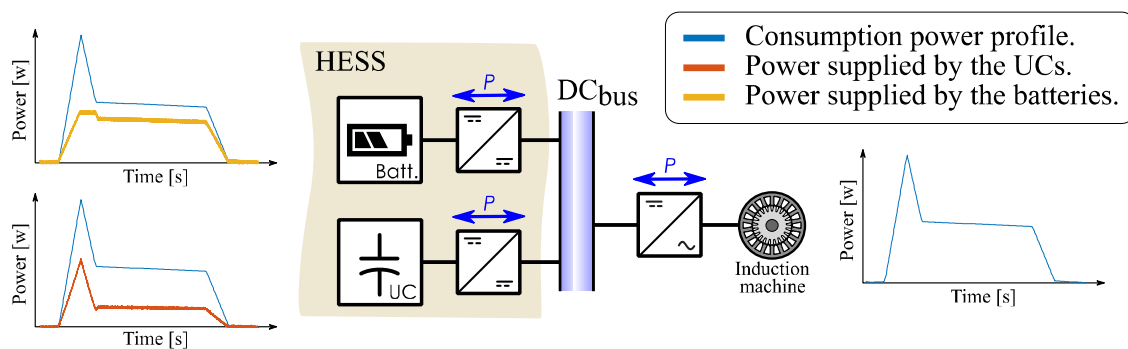 Consumption power profile.
Power supplied by the UCs.
Power supplied by the batteries.
Power [w]
Time [s]
Power [w]
Time [s]
HESS
P
Batt.
P
UC
DCbus
P
Induction
machine
Power [w]
Time [s]